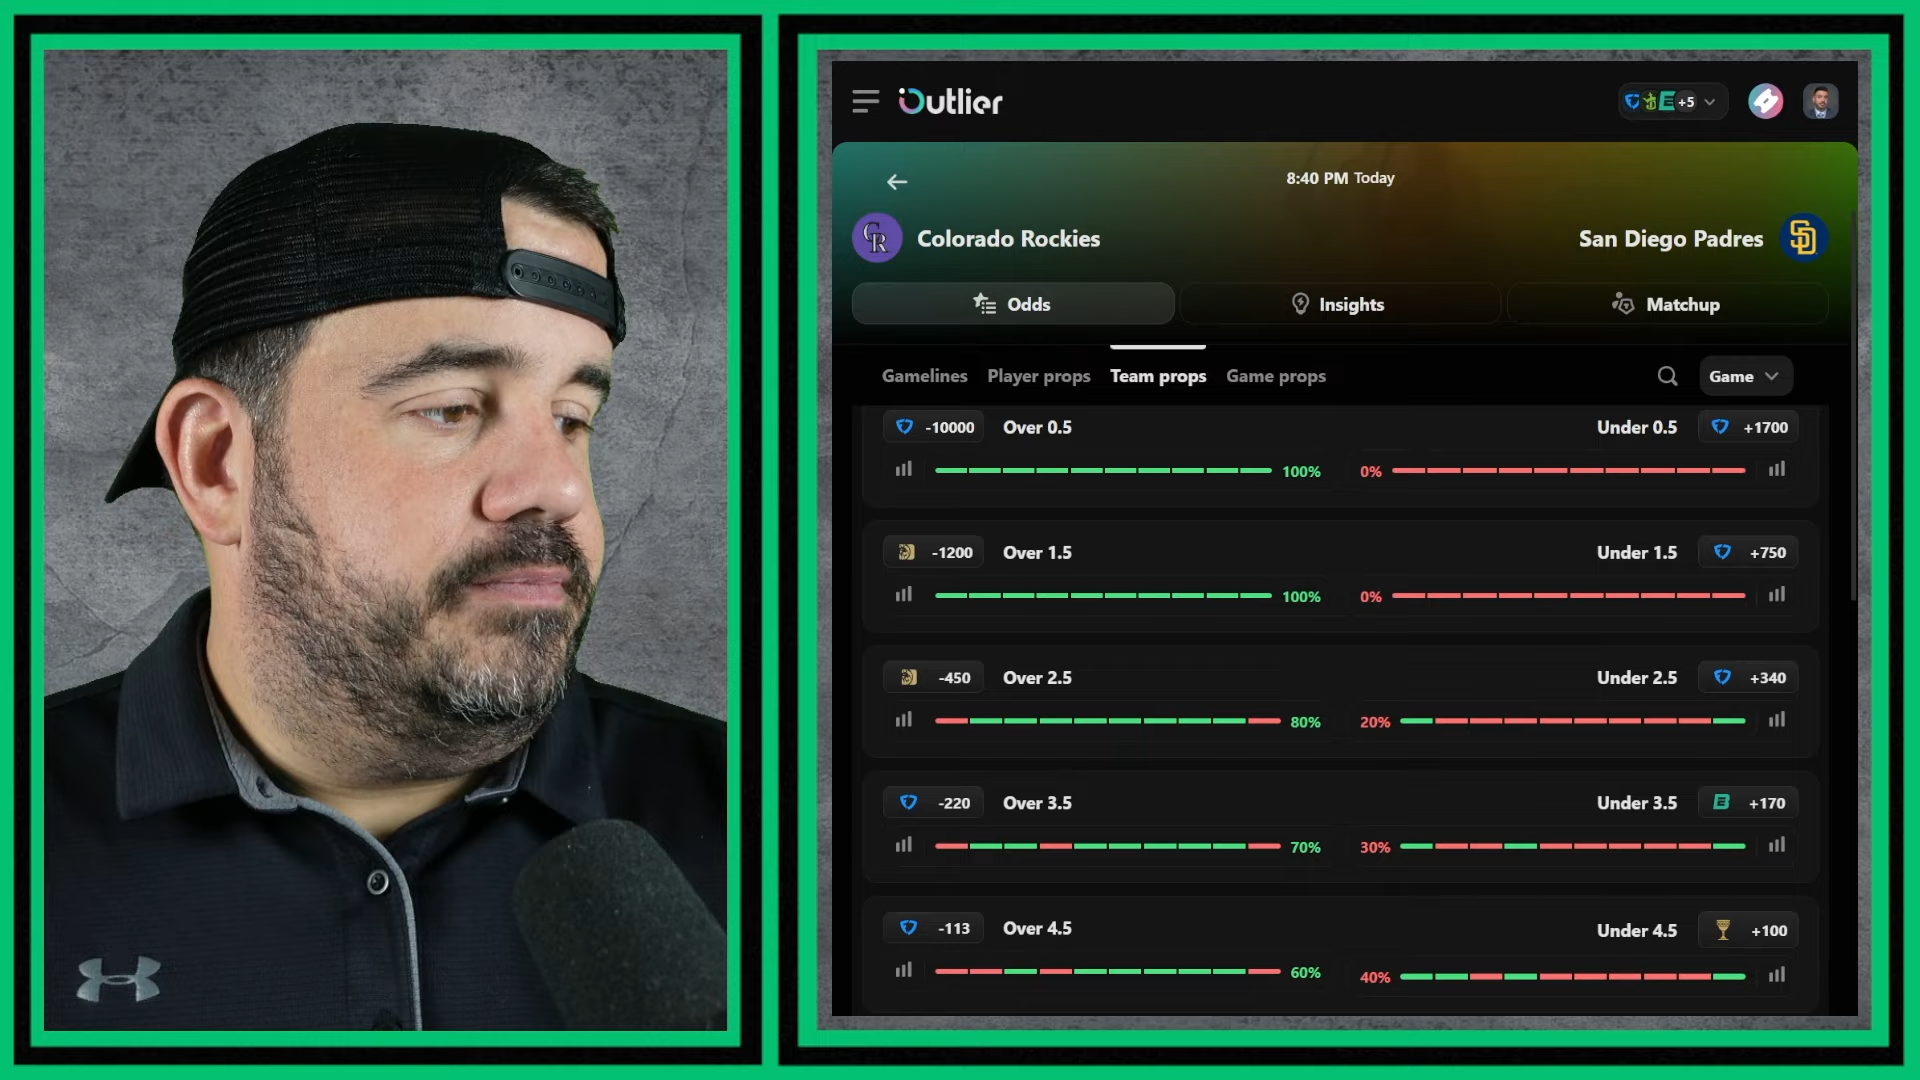 Outlier
+5
8:40 PM Today
CR Colorado Rockies
San Diego Padres SD
Odds
Insights
Matchup
Gamelines Player props Team props Game props
Game
-10000 Over 0.5
Under 0.5 +1700
100%
0%
-1200 Over 1.5
Under 1.5 +750
100%
0%
-450 Over 2.5
Under 2.5 +340
80%
20%
-220 Over 3.5
Under 3.5 +170
70%
30%
-113 Over 4.5
Under 4.5 +100
60%
40%